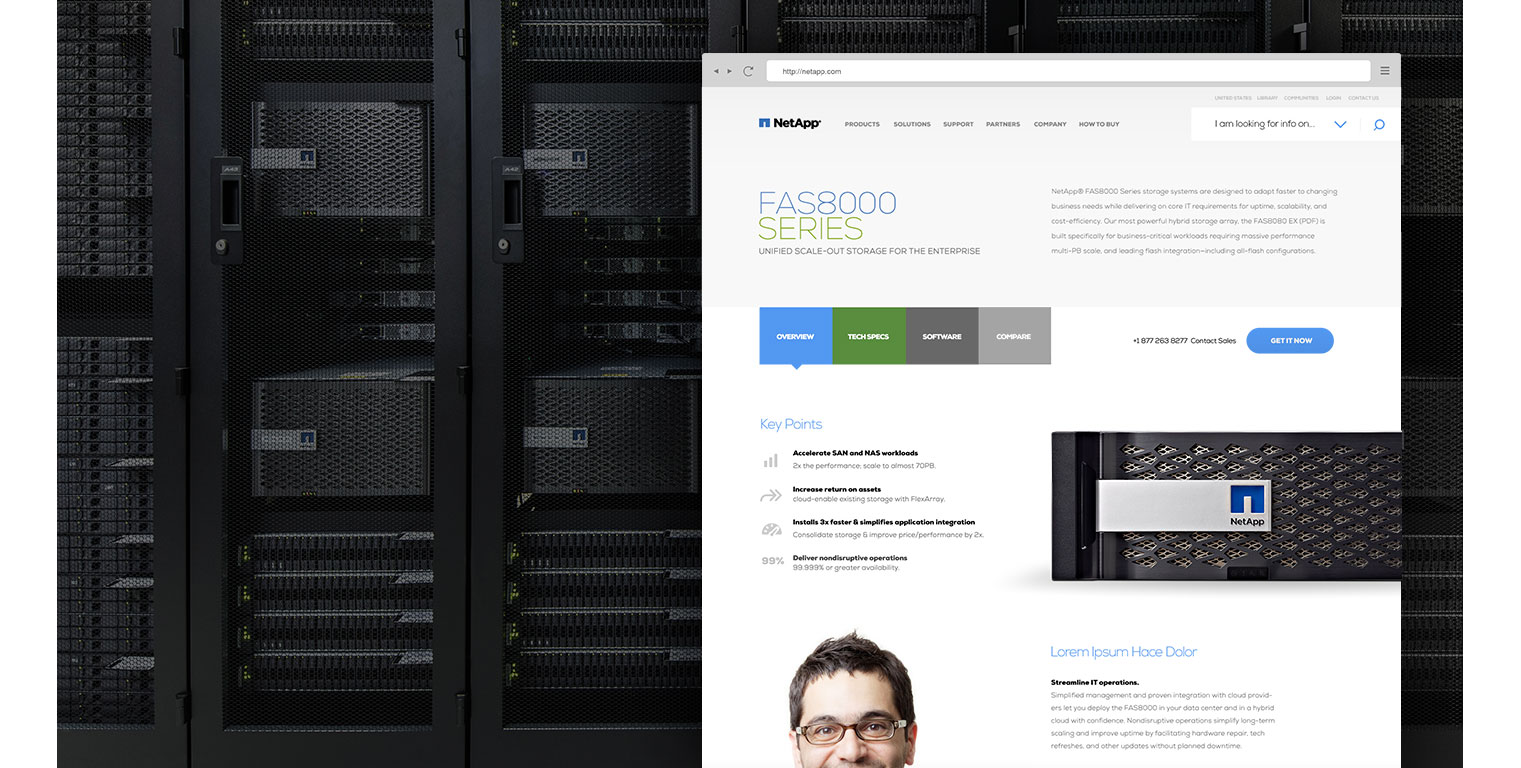 http://netapp.com
UNITED STATES LIBRARY COMMUNITIES LOGIN CONTACT US
NetApp
PRODUCTS SOLUTIONS SUPPORT PARTNERS COMPANY HOW TO BUY
I am looking for info on...
FAS8000
SERIES
UNIFIED SCALE-OUT STORAGE FOR THE ENTERPRISE
NetApp® FAS8000 Series storage systems are designed to adapt faster to changing
business needs while delivering on core IT requirements for uptime, scalability, and
cost-efficiency. Our most powerful hybrid storage array, the FAS8080 EX (PDF) is
built specifically for business-critical workloads requiring massive performance
multi-PB scale, and leading flash integration—including all-flash configurations.
OVERVIEW TECH SPECS SOFTWARE COMPARE
+1 877 263 8277 Contact Sales
GET IT NOW
Key Points
Accelerate SAN and NAS workloads
2x the performance; scale to almost 70PB.
Increase return on assets
cloud-enable existing storage with FlexArray.
Installs 3x faster & simplifies application integration
Consolidate storage & improve price/performance by 2x.
99%
Deliver nondisruptive operations
99.999% or greater availability.
NetApp
Lorem Ipsum Hace Dolor
Streamline IT operations.
Simplified management and proven integration with cloud provid-
ers let you deploy the FAS8000 in your data center and in a hybrid
cloud with confidence. Nondisruptive operations simplify long-term
scaling and improve uptime by facilitating hardware repair, tech
refreshes, and other updates without planned downtime.